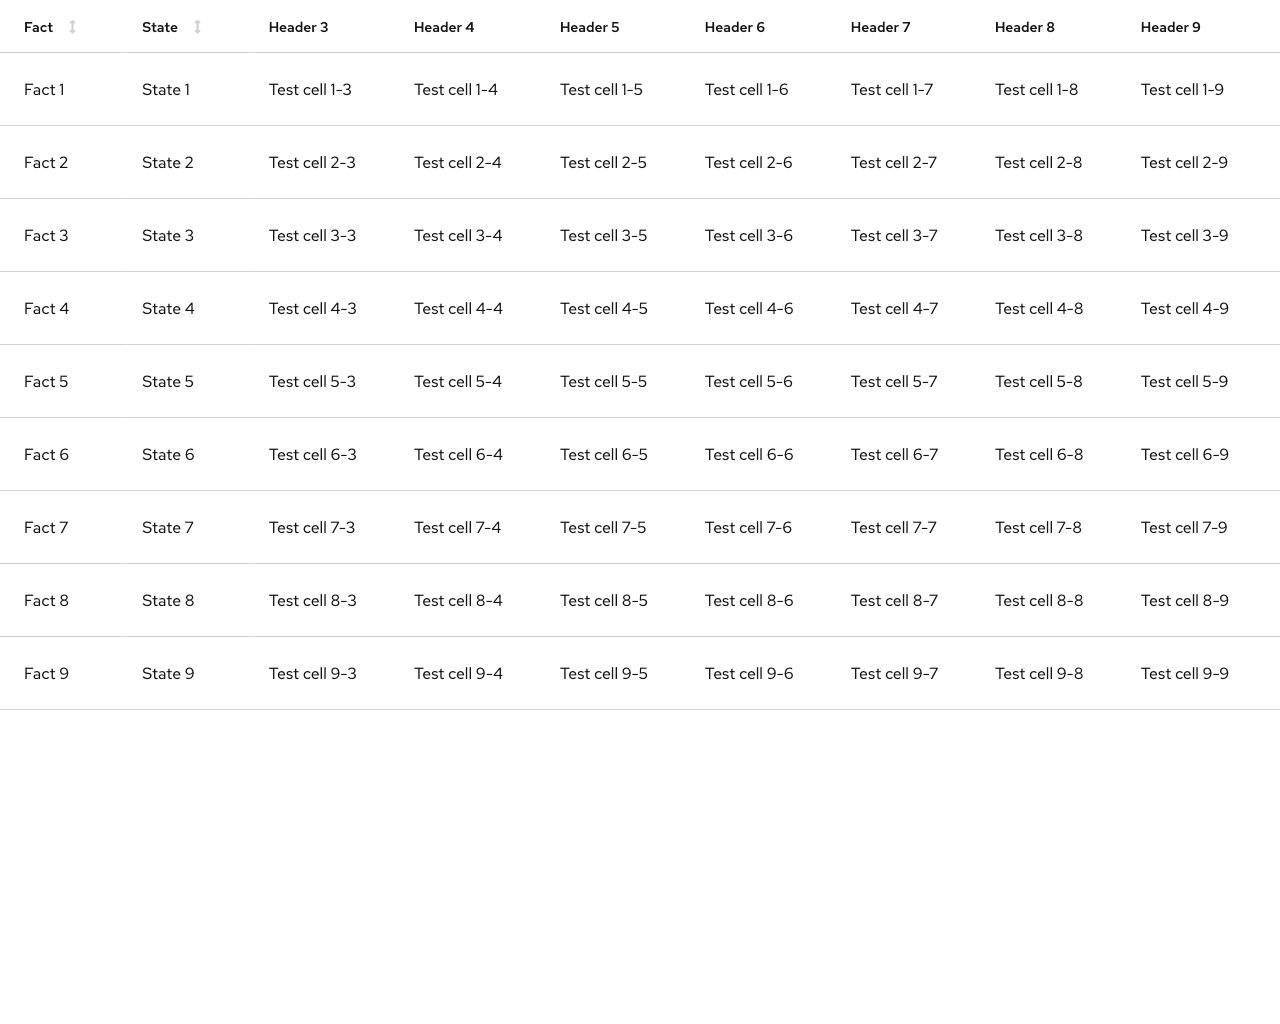 Fact State Header 3 Header 4 Header 5 Header 6 Header 7 Header 8 Header 9
Fact 1 State 1 Test cell 1-3 Test cell 1-4 Test cell 1-5 Test cell 1-6 Test cell 1-7 Test cell 1-8 Test cell 1-9
Fact 2 State 2 Test cell 2-3 Test cell 2-4 Test cell 2-5 Test cell 2-6 Test cell 2-7 Test cell 2-8 Test cell 2-9
Fact 3 State 3 Test cell 3-3 Test cell 3-4 Test cell 3-5 Test cell 3-6 Test cell 3-7 Test cell 3-8 Test cell 3-9
Fact 4 State 4 Test cell 4-3 Test cell 4-4 Test cell 4-5 Test cell 4-6 Test cell 4-7 Test cell 4-8 Test cell 4-9
Fact 5 State 5 Test cell 5-3 Test cell 5-4 Test cell 5-5 Test cell 5-6 Test cell 5-7 Test cell 5-8 Test cell 5-9
Fact 6 State 6 Test cell 6-3 Test cell 6-4 Test cell 6-5 Test cell 6-6 Test cell 6-7 Test cell 6-8 Test cell 6-9
Fact 7 State 7 Test cell 7-3 Test cell 7-4 Test cell 7-5 Test cell 7-6 Test cell 7-7 Test cell 7-8 Test cell 7-9
Fact 8 State 8 Test cell 8-3 Test cell 8-4 Test cell 8-5 Test cell 8-6 Test cell 8-7 Test cell 8-8 Test cell 8-9
Fact 9 State 9 Test cell 9-3 Test cell 9-4 Test cell 9-5 Test cell 9-6 Test cell 9-7 Test cell 9-8 Test cell 9-9